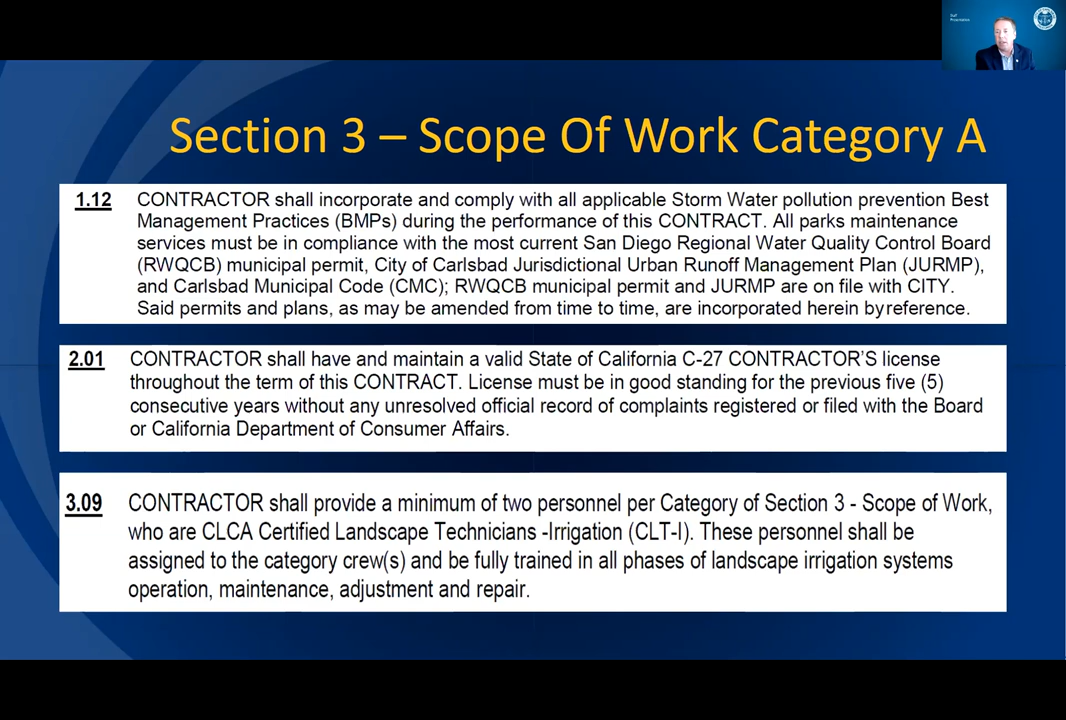 Staff
Presentation
Section 3 – Scope Of Work Category A
1.12 CONTRACTOR shall incorporate and comply with all applicable Storm Water pollution prevention Best
Management Practices (BMPs) during the performance of this CONTRACT. All parks maintenance
services must be in compliance with the most current San Diego Regional Water Quality Control Board
(RWQCB) municipal permit, City of Carlsbad Jurisdictional Urban Runoff Management Plan (JURMP),
and Carlsbad Municipal Code (CMC); RWQCB municipal permit and JURMP are on file with CITY.
Said permits and plans, as may be amended from time to time, are incorporated herein by reference.
2.01 CONTRACTOR shall have and maintain a valid State of California C-27 CONTRACTOR'S license
throughout the term of this CONTRACT. License must be in good standing for the previous five (5)
consecutive years without any unresolved official record of complaints registered or filed with the Board
or California Department of Consumer Affairs.
3.09 CONTRACTOR shall provide a minimum of two personnel per Category of Section 3 - Scope of Work,
who are CLCA Certified Landscape Technicians -Irrigation (CLT-I). These personnel shall be
assigned to the category crew(s) and be fully trained in all phases of landscape irrigation systems
operation, maintenance, adjustment and repair.